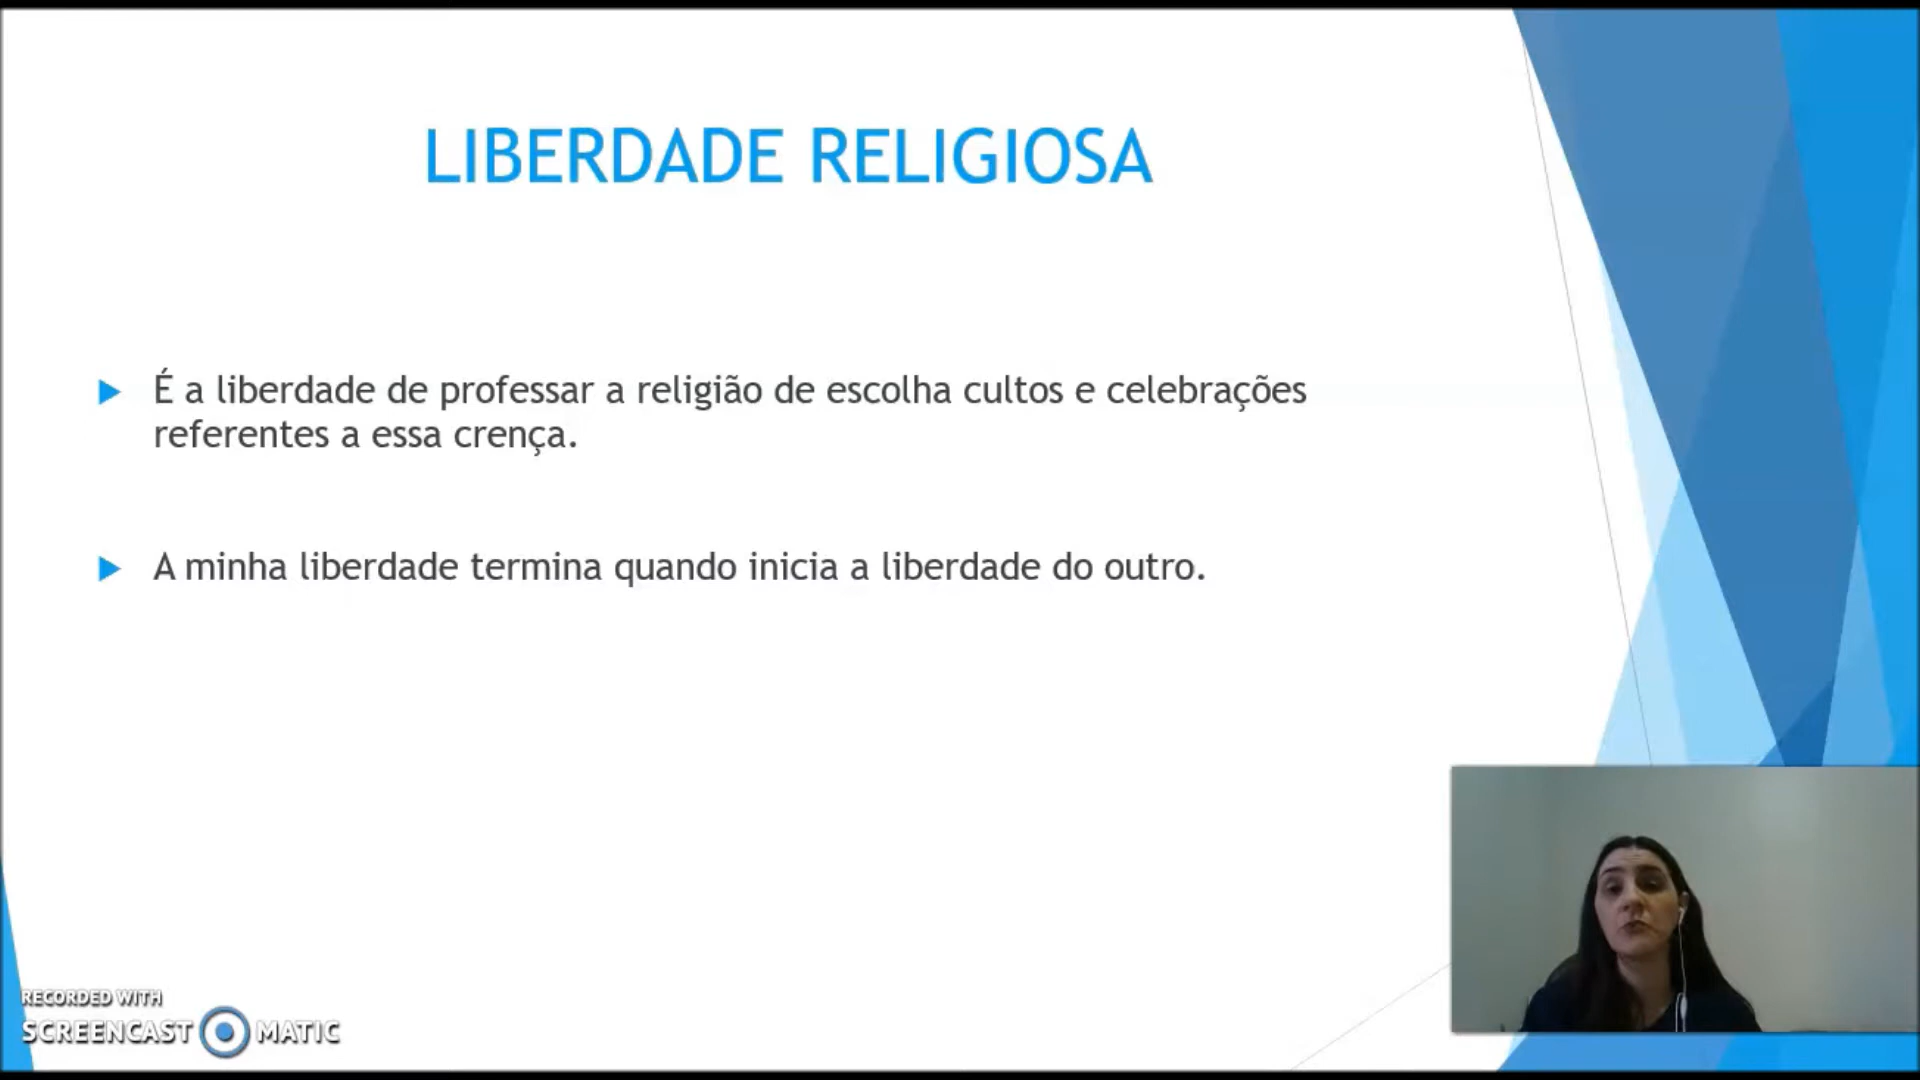 LIBERDADE RELIGIOSA
É a liberdade de professar a religião de escolha cultos e celebrações
referentes a essa crença.
A minha liberdade termina quando inicia a liberdade do outro.
RECORDED WITH
SCREENCAST MATIC